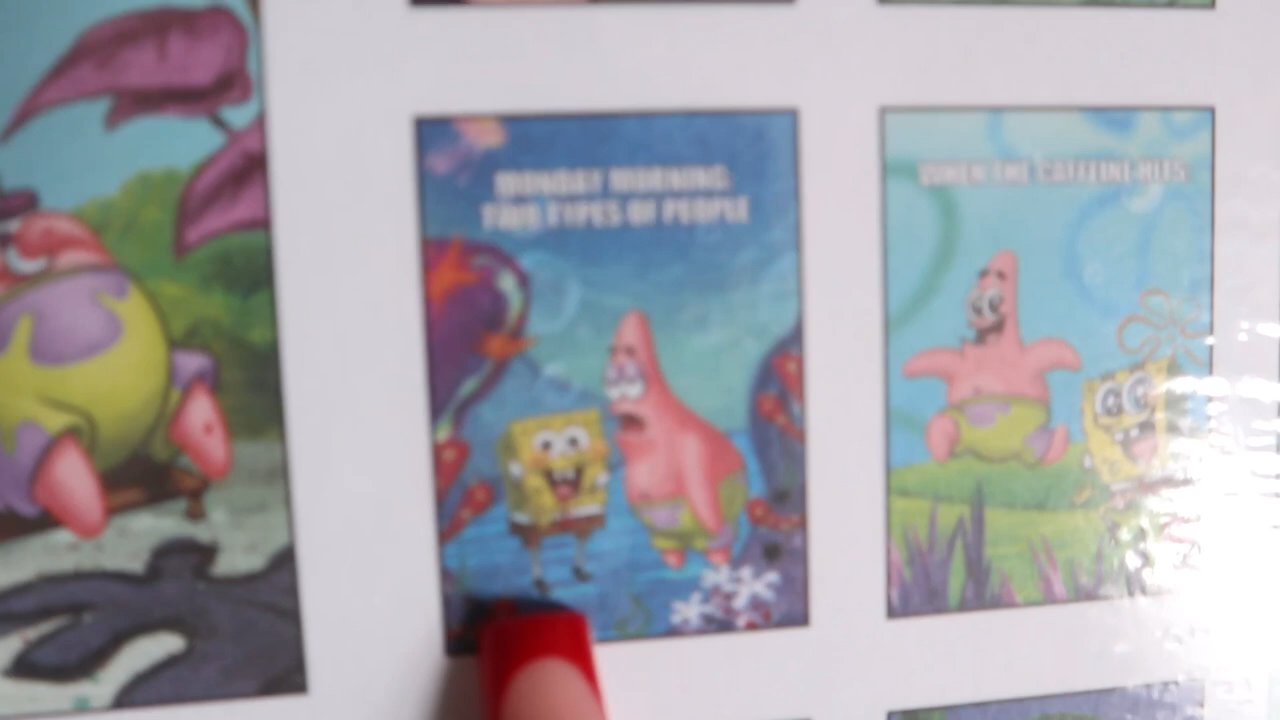 MONDAY MORNING:
TWO TYPES OF PEOPLE
WHEN THE CAFFEINE HITS